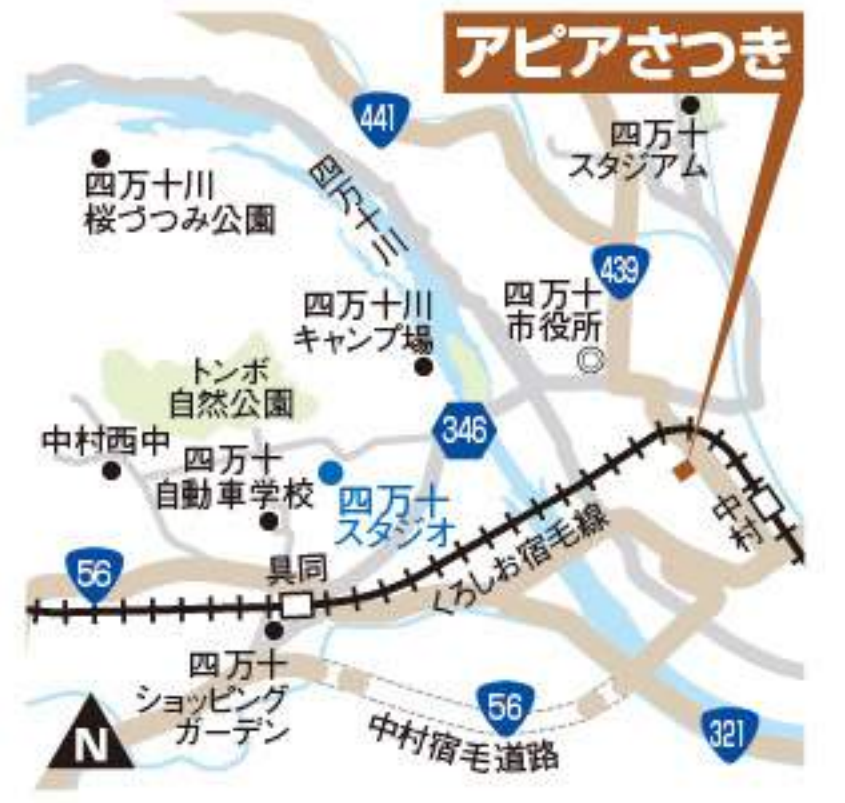 アピアさつき
441
四万十
スタジアム
四万十川
桜づつみ公園
四万十川
439
四万十
市役所
四万十川
キャンプ場
トンボ
自然公園
346
中村西中
四万十
自動車学校
四万十
スタジオ
中村
56
具同
くろしお宿毛線
四万十
ショッピング
ガーデン
56
中村宿毛道路
321
N